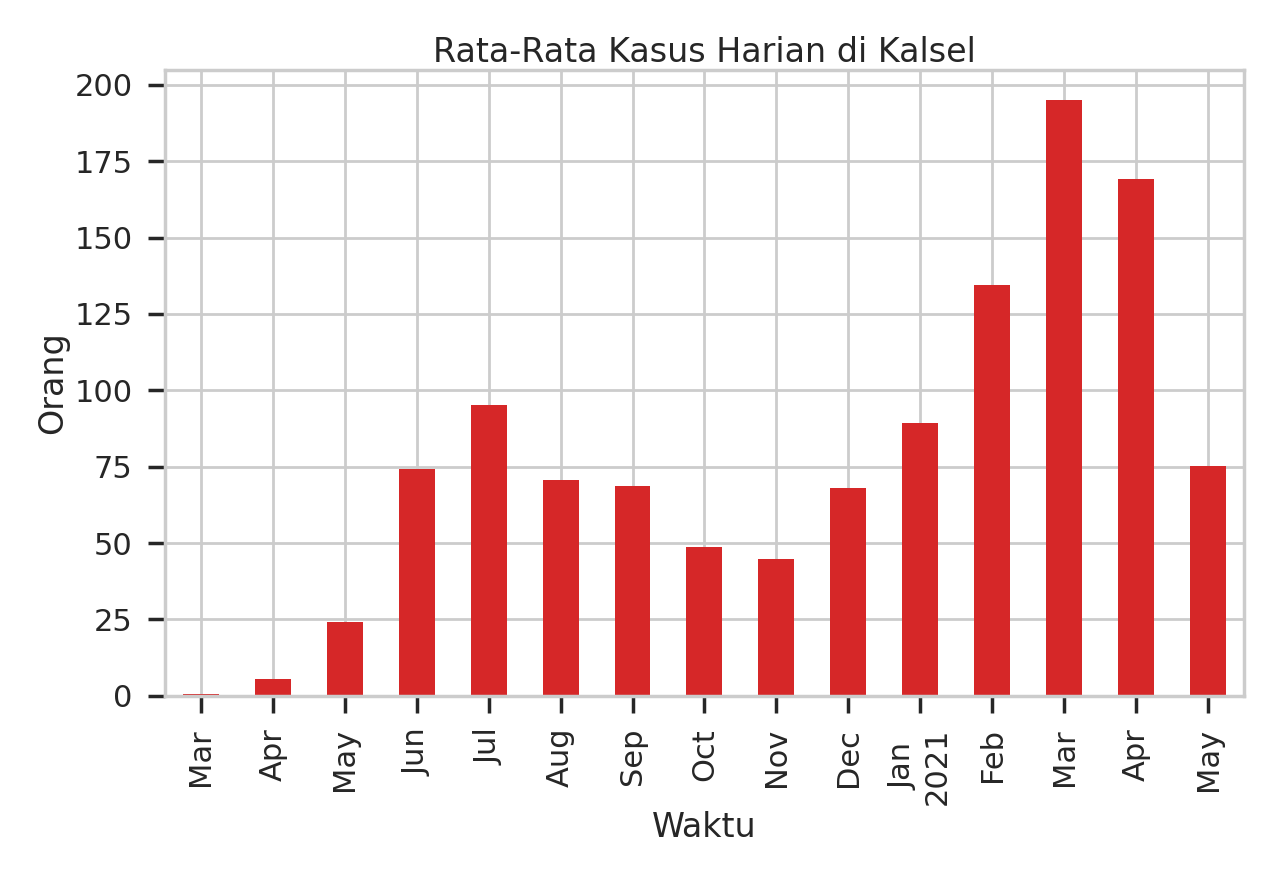 Rata-Rata Kasus Harian di Kalsel
Orang
200
175
150
125
100
75
50
25
0
Mar
Apr
May
Jun
Jul
Aug
Sep
Oct
Nov
Dec
Jan
2021
Feb
Mar
Apr
May
Waktu